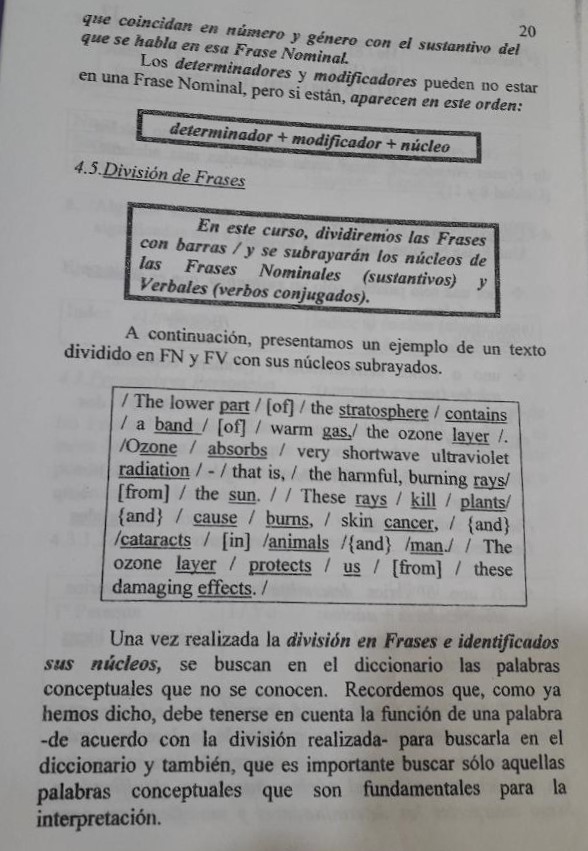 20
que coincidan en número y género con el sustantivo del
que se habla en esa Frase Nominal.
Los determinadores y modificadores pueden no estar
en una Frase Nominal, pero si están, aparecen en este orden:
determinador + modificador + núcleo
4.5.División de Frases
En este curso, dividiremos las Frases
con barras / y se subrayarán los núcleos de
las Frases Nominales (sustantivos) y
Verbales (verbos conjugados).
A continuación, presentamos un ejemplo de un texto
dividido en FN y FV con sus núcleos subrayados.
/ The lower part / [of] / the stratosphere / contains
/ a band / [of] / warm gas,/ the ozone layer /.
/Ozone / absorbs / very shortwave ultraviolet
radiation / - / that is, / the harmful, burning rays/
[from] / the sun. / / These rays / kill / plants/
{and} / cause / burns, / skin cancer, / {and}
/cataracts / [in] /animals /{and} /man./ / The
ozone layer / protects / us / [from] / these
damaging effects. /
Una vez realizada la división en Frases e identificados
sus núcleos, se buscan en el diccionario las palabras
conceptuales que no se conocen. Recordemos que, como ya
hemos dicho, debe tenerse en cuenta la función de una palabra
-de acuerdo con la división realizada- para buscarla en el
diccionario y también, que es importante buscar sólo aquellas
palabras conceptuales que son fundamentales para la
interpretación.